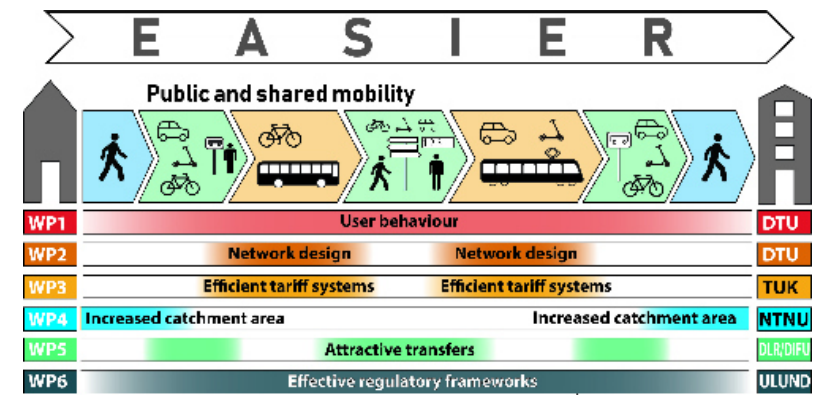 E A S I E R
Public and shared mobility
WP1 User behaviour DTU
WP2 Network design Network design DTU
WP3 Efficient tariff systems Efficient tariff systems TUK
WP4 Increased catchment area Increased catchment area NTNU
WP5 Attractive transfers DLR/DIFU
WP6 Effective regulatory frameworks ULUND